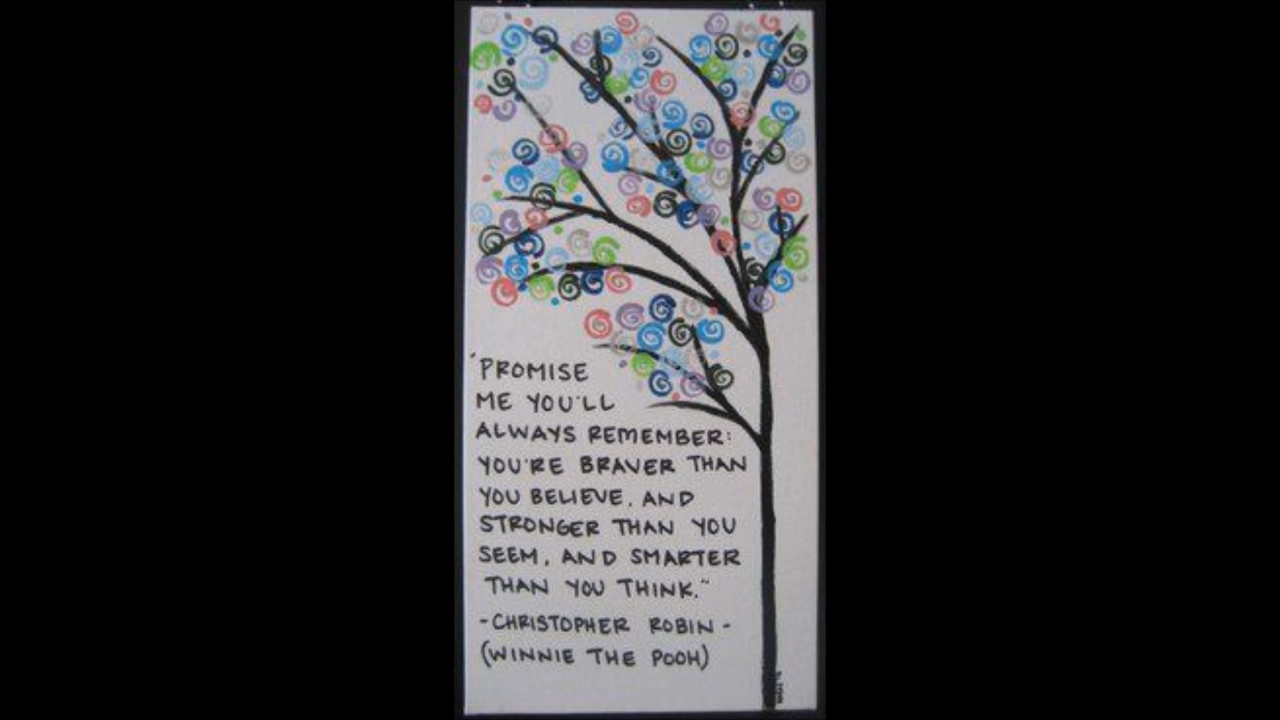 "PROMISE
ME YOU'LL
ALWAYS REMEMBER:
YOU'RE BRAVER THAN
YOU BELIEVE, AND
STRONGER THAN YOU
SEEM, AND SMARTER
THAN YOU THINK."
-CHRISTOPHER ROBIN-
(WINNIE THE POOH)